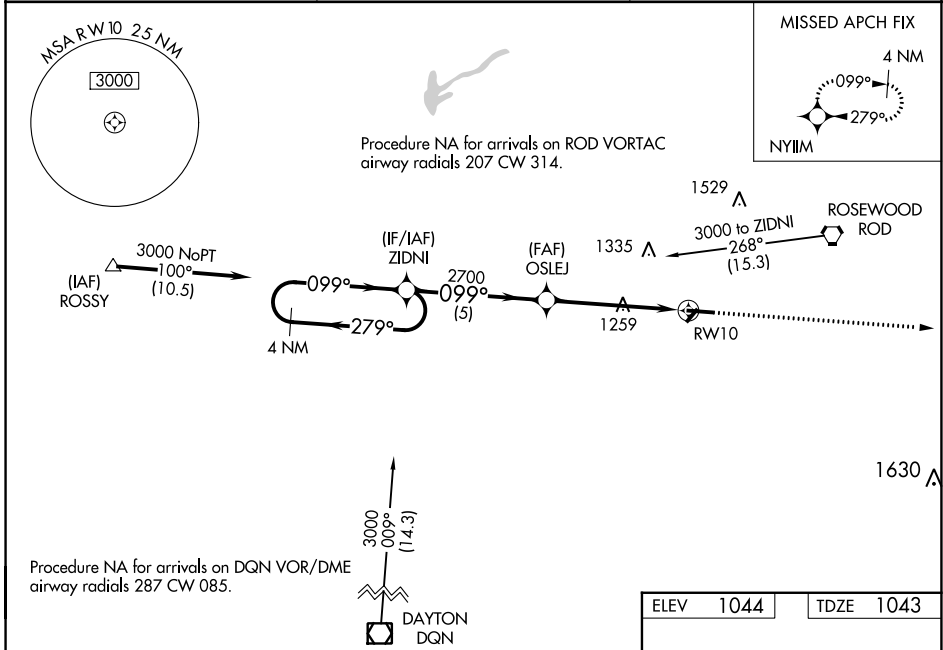 MSA RW 10 25 NM
3000
MISSED APCH FIX
4 NM
099°
279°
NYIIM
Procedure NA for arrivals on ROD VORTAC
airway radials 207 CW 314.
1529
ROSEWOOD
ROD
3000 to ZIDNI
268°
(15.3)
1335
(IF/IAF)
ZIDNI
(FAF)
OSLEJ
3000 NoPT
100°
(10.5)
(IAF)
ROSSY
099°
279°
4 NM
2700
099°
(5)
1259
RW10
1630
3000
009°
(14.3)
Procedure NA for arrivals on DQN VOR/DME
airway radials 287 CW 085.
DAYTON
DQN
ELEV 1044
TDZE 1043